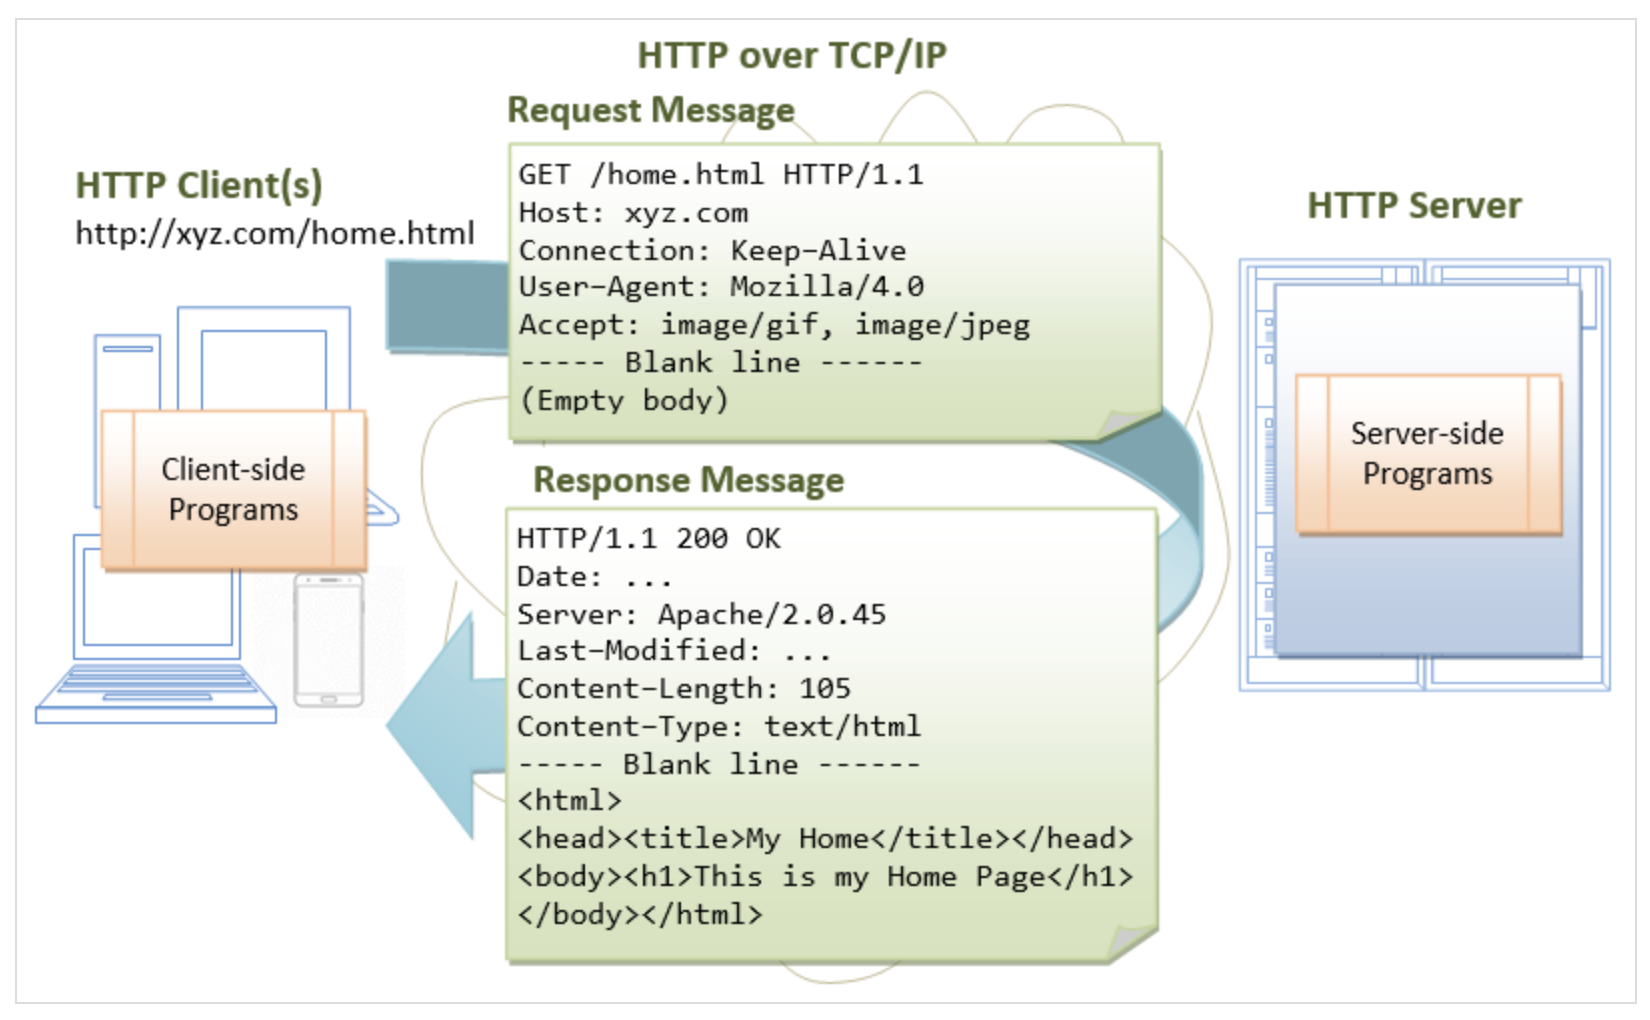 HTTP over TCP/IP
Request Message
HTTP Client(s)
http://xyz.com/home.html
GET /home.html HTTP/1.1
Host: xyz.com
Connection: Keep-Alive
User-Agent: Mozilla/4.0
Accept: image/gif, image/jpeg
----- Blank line ------
(Empty body)
HTTP Server
Client-side
Programs
Server-side
Programs
Response Message
HTTP/1.1 200 OK
Date: ...
Server: Apache/2.0.45
Last-Modified: ...
Content-Length: 105
Content-Type: text/html
----- Blank line ------
<html>
<head><title>My Home</title></head>
<body><h1>This is my Home Page</h1>
</body></html>